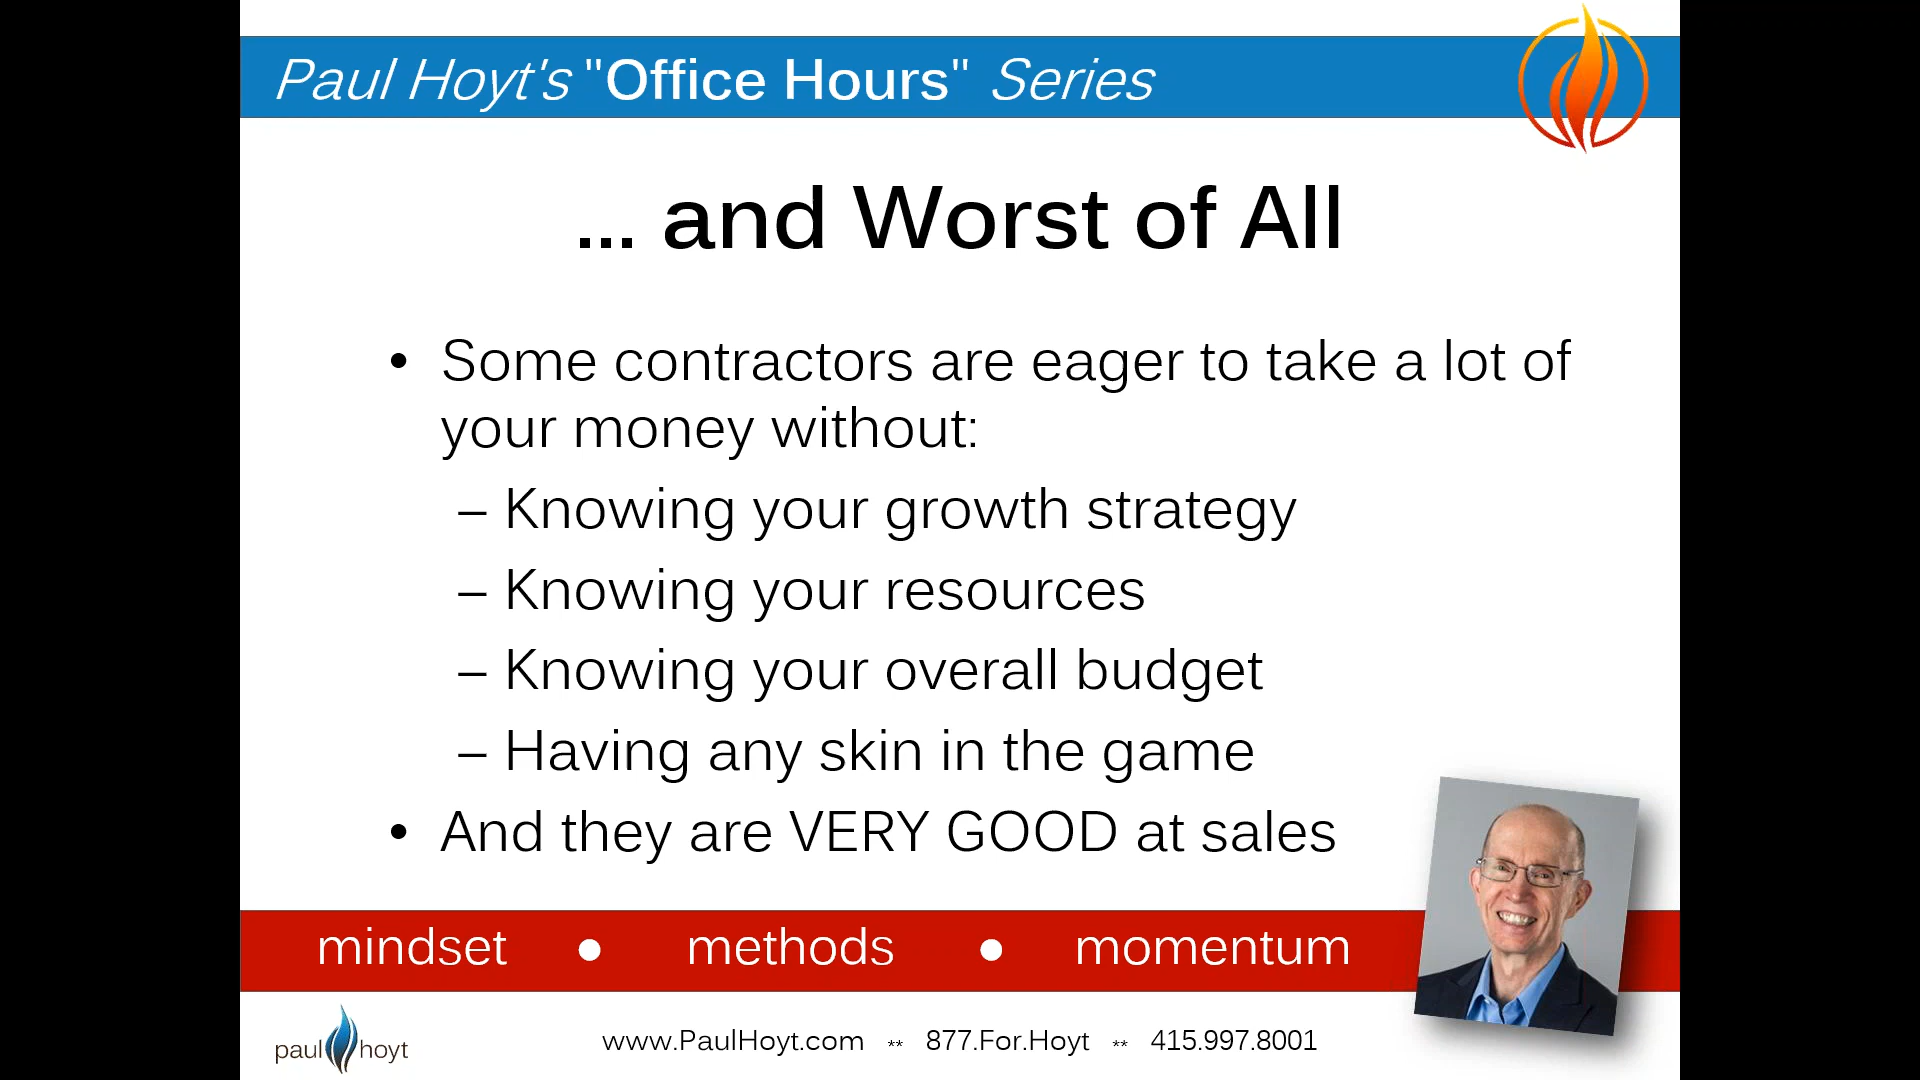 Paul Hoyt's "Office Hours" Series
... and Worst of All
• Some contractors are eager to take a lot of
your money without:
– Knowing your growth strategy
– Knowing your resources
– Knowing your overall budget
– Having any skin in the game
• And they are VERY GOOD at sales
mindset • methods • momentum
paul hoyt
www.PaulHoyt.com ** 877.For.Hoyt ** 415.997.8001